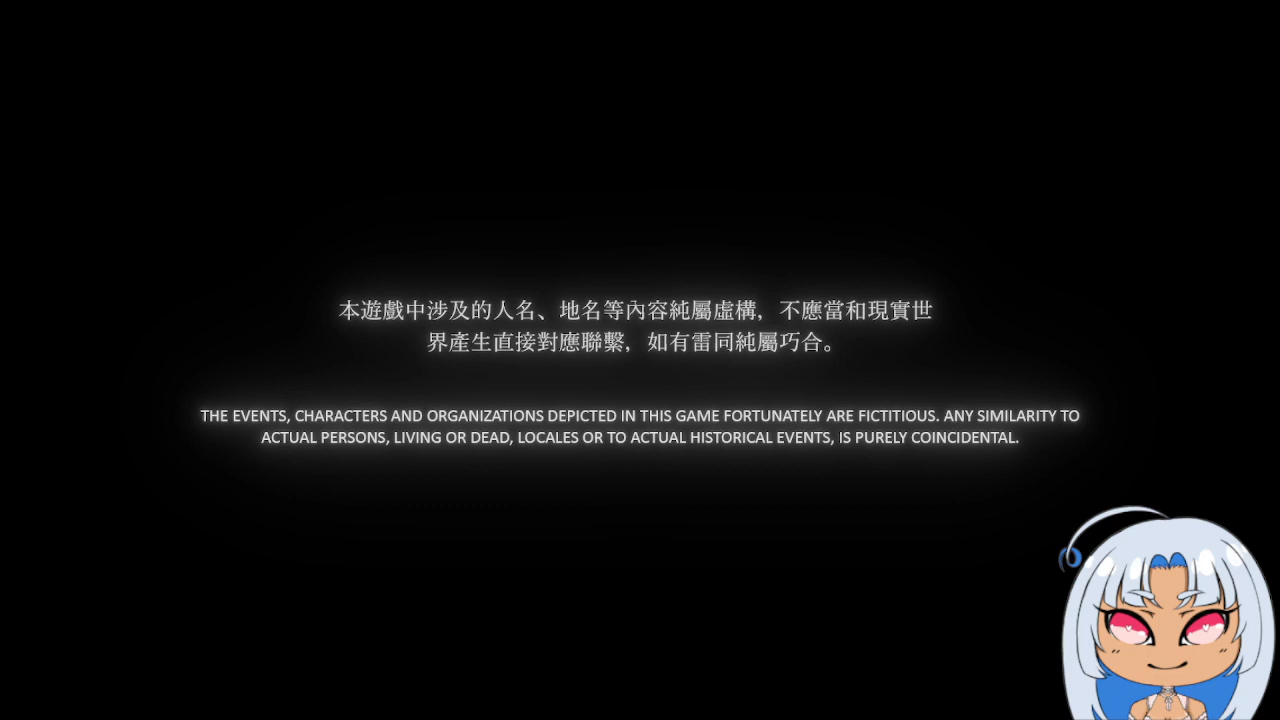 本遊戲中涉及的人名、地名等內容純屬虛構，不應當和現實世
界產生直接對應聯繫，如有雷同純屬巧合。
THE EVENTS, CHARACTERS AND ORGANIZATIONS DEPICTED IN THIS GAME FORTUNATELY ARE FICTITIOUS. ANY SIMILARITY TO
ACTUAL PERSONS, LIVING OR DEAD, LOCALES OR TO ACTUAL HISTORICAL EVENTS, IS PURELY COINCIDENTAL.